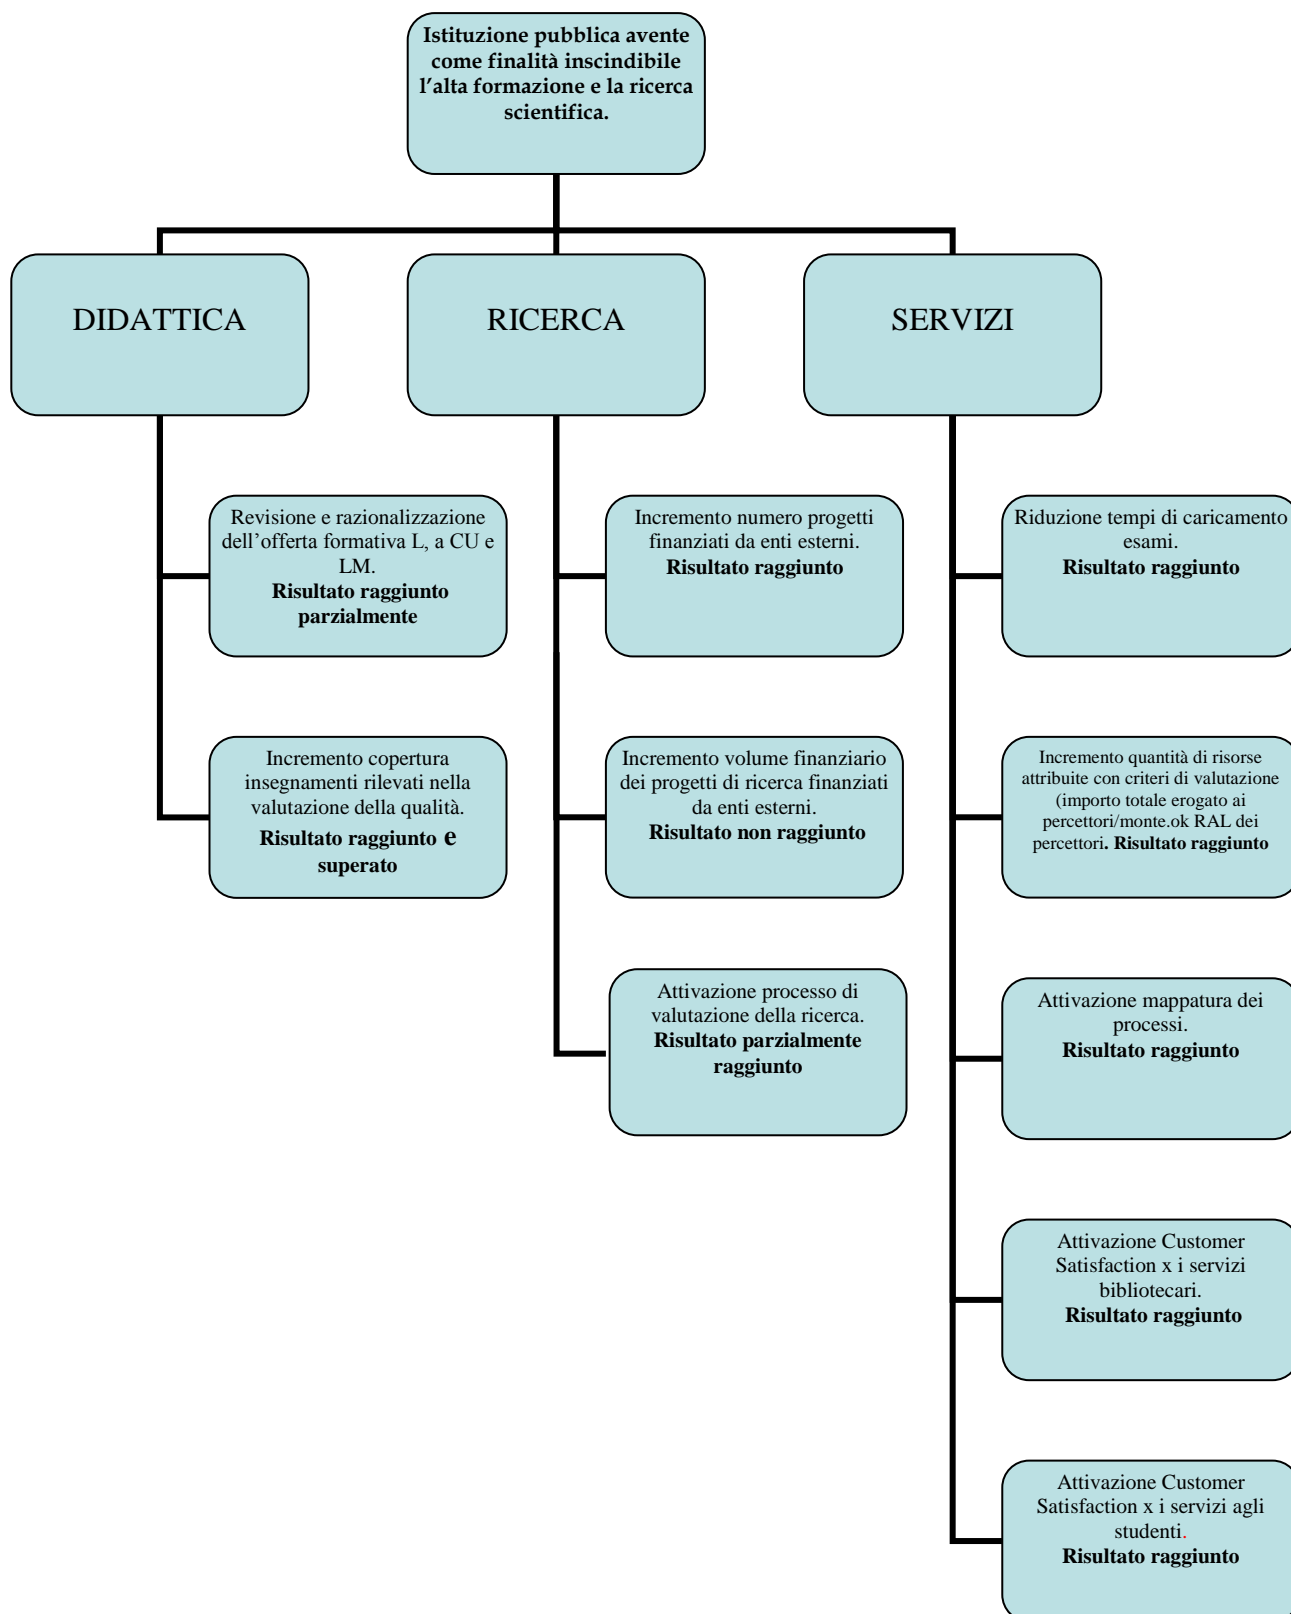 Istituzione pubblica avente
come finalità inscindibile
l'alta formazione e la ricerca
scientifica.
DIDATTICA
RICERCA
SERVIZI
Revisione e razionalizzazione
dell'offerta formativa L, a CU e
LM.
Risultato raggiunto
parzialmente
Incremento copertura
insegnamenti rilevati nella
valutazione della qualità.
Risultato raggiunto e
superato
Incremento numero progetti
finanziati da enti esterni.
Risultato raggiunto
Incremento volume finanziario
dei progetti di ricerca finanziati
da enti esterni.
Risultato non raggiunto
Attivazione processo di
valutazione della ricerca.
Risultato parzialmente
raggiunto
Riduzione tempi di caricamento
esami.
Risultato raggiunto
Incremento quantità di risorse
attribuite con criteri di valutazione
(importo totale erogato ai
percettori/monte.ok RAL dei
percettori. Risultato raggiunto
Attivazione mappatura dei
processi.
Risultato raggiunto
Attivazione Customer
Satisfaction x i servizi
bibliotecari.
Risultato raggiunto
Attivazione Customer
Satisfaction x i servizi agli
studenti.
Risultato raggiunto